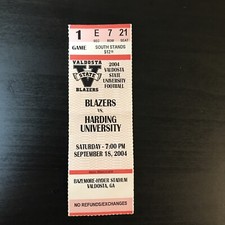 1 E 7 21
GAME SEC ROW SEAT
SOUTH STANDS
$12.00
VALDOSTA
V STATE
BLAZERS
2004
VALDOSTA
STATE
UNIVERSITY
FOOTBALL
BLAZERS
VS.
HARDING
UNIVERSITY
SATURDAY - 7:00 PM
SEPTEMBER 18, 2004
BAZEMORE-HYDER STADIUM
VALDOSTA, GA
NO REFUNDS/EXCHANGES